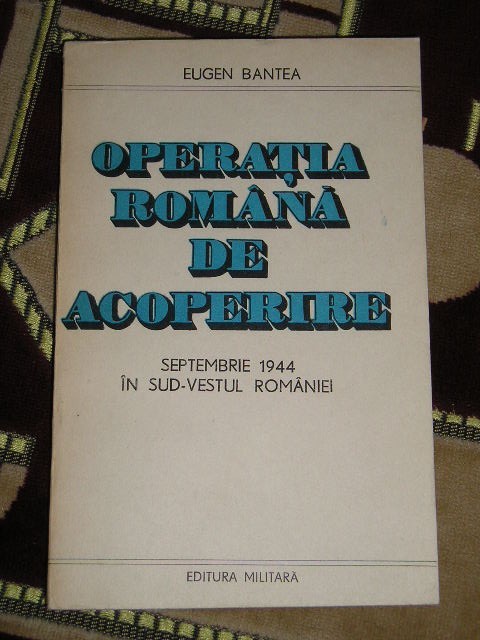 EUGEN BANTEA
OPERAȚIA
ROMÂNĂ
DE
ACOPERIRE
SEPTEMBRIE 1944
ÎN SUD-VESTUL ROMÂNIEI
EDITURA MILITARĂ